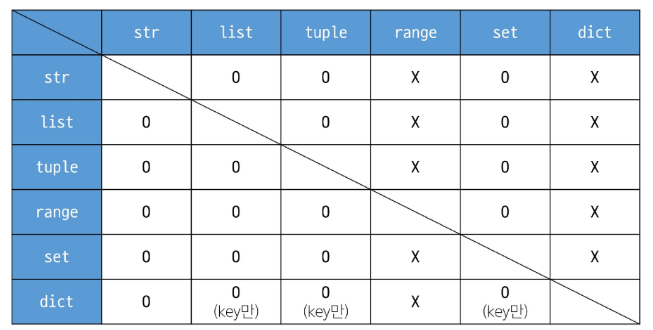 str list tuple range set dict
str O O X O X
list O O X O X
tuple O O X O X
range O O O O X
set O O O X X
dict O O (key만) O (key만) X O (key만)